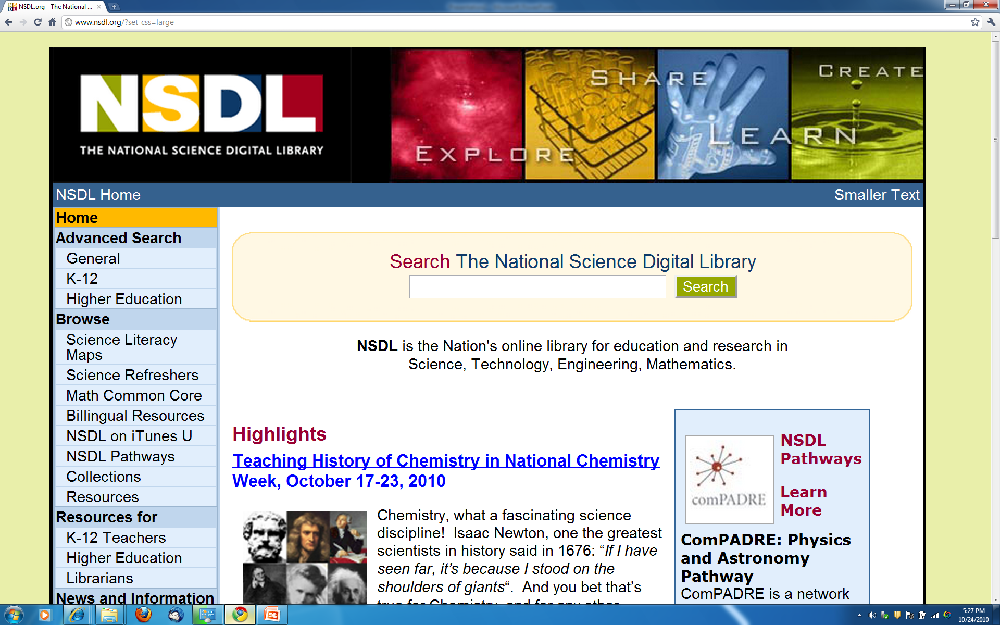 NSDL.org - The National ...
www.nsdl.org/?set_css=large
NSDL
THE NATIONAL SCIENCE DIGITAL LIBRARY
EXPLORE
SHARE
LEARN
CREATE
NSDL Home
Smaller Text
Home
Advanced Search
General
K-12
Higher Education
Browse
Science Literacy
Maps
Science Refreshers
Math Common Core
Billingual Resources
NSDL on iTunes U
NSDL Pathways
Collections
Resources
Resources for
K-12 Teachers
Higher Education
Librarians
News and Information
Search The National Science Digital Library
Search
NSDL is the Nation's online library for education and research in
Science, Technology, Engineering, Mathematics.
Highlights
Teaching History of Chemistry in National Chemistry
Week, October 17-23, 2010
Chemistry, what a fascinating science
discipline!  Isaac Newton, one the greatest
scientists in history said in 1676: “If I have
seen far, it’s because I stood on the
shoulders of giants“.  And you bet that’s
true for Chemistry, and for any other
comPADRE
NSDL
Pathways
Learn
More
ComPADRE: Physics
and Astronomy
Pathway
ComPADRE is a network
5:27 PM
10/24/2010